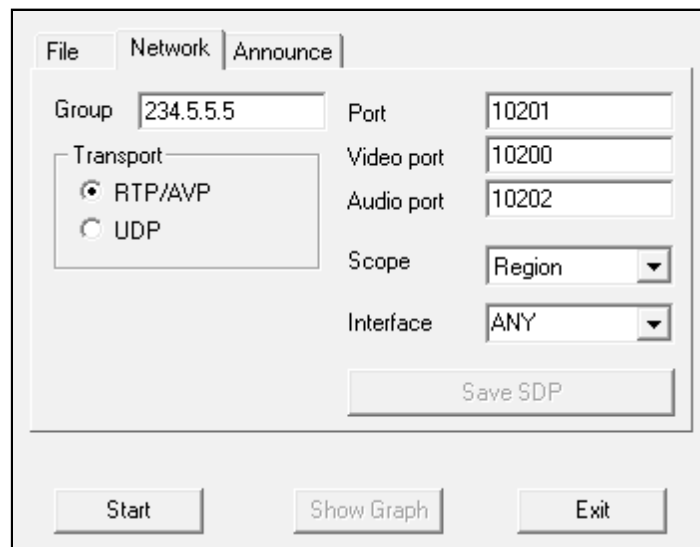 File Network Announce
Group 234.5.5.5
Port 10201
Transport
Video port 10200
RTP/AVP
Audio port 10202
UDP
Scope Region
Interface ANY
Save SDP
Start Show Graph Exit